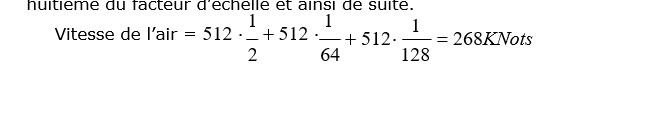 huitième du facteur d'échelle et ainsi de suite.
Vitesse de l'air = 512 · 1/2 + 512 · 1/64 + 512 · 1/128 = 268KNots